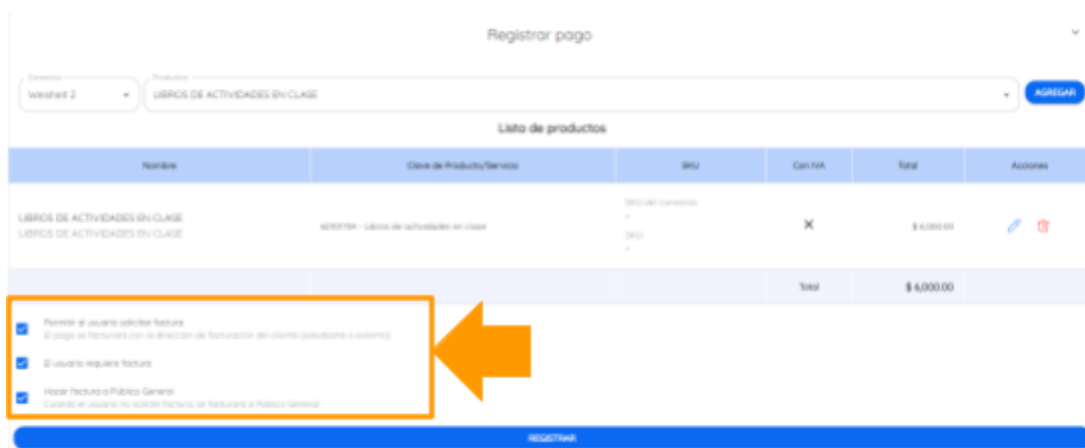 Registrar pago
Comercio
Productos
Weisheit 2
LIBROS DE ACTIVIDADES EN CLASE
AGREGAR
Lista de productos
Nombre
Clave de Producto/Servicio
SKU
Con IVA
Total
Acciones
LIBROS DE ACTIVIDADES EN CLASE
LIBROS DE ACTIVIDADES EN CLASE
- Libros de actividades en clase
SKU del comercio
-
SKU
-
$ 6,000.00
Total
$ 6,000.00
Permitir al usuario solicitar factura
El pago se facturará con la dirección de facturación del cliente (estudiante o externo)
El usuario requiere factura
Hacer factura a Público General
Cuando el usuario no solicite factura, se facturará a Público General
REGISTRAR